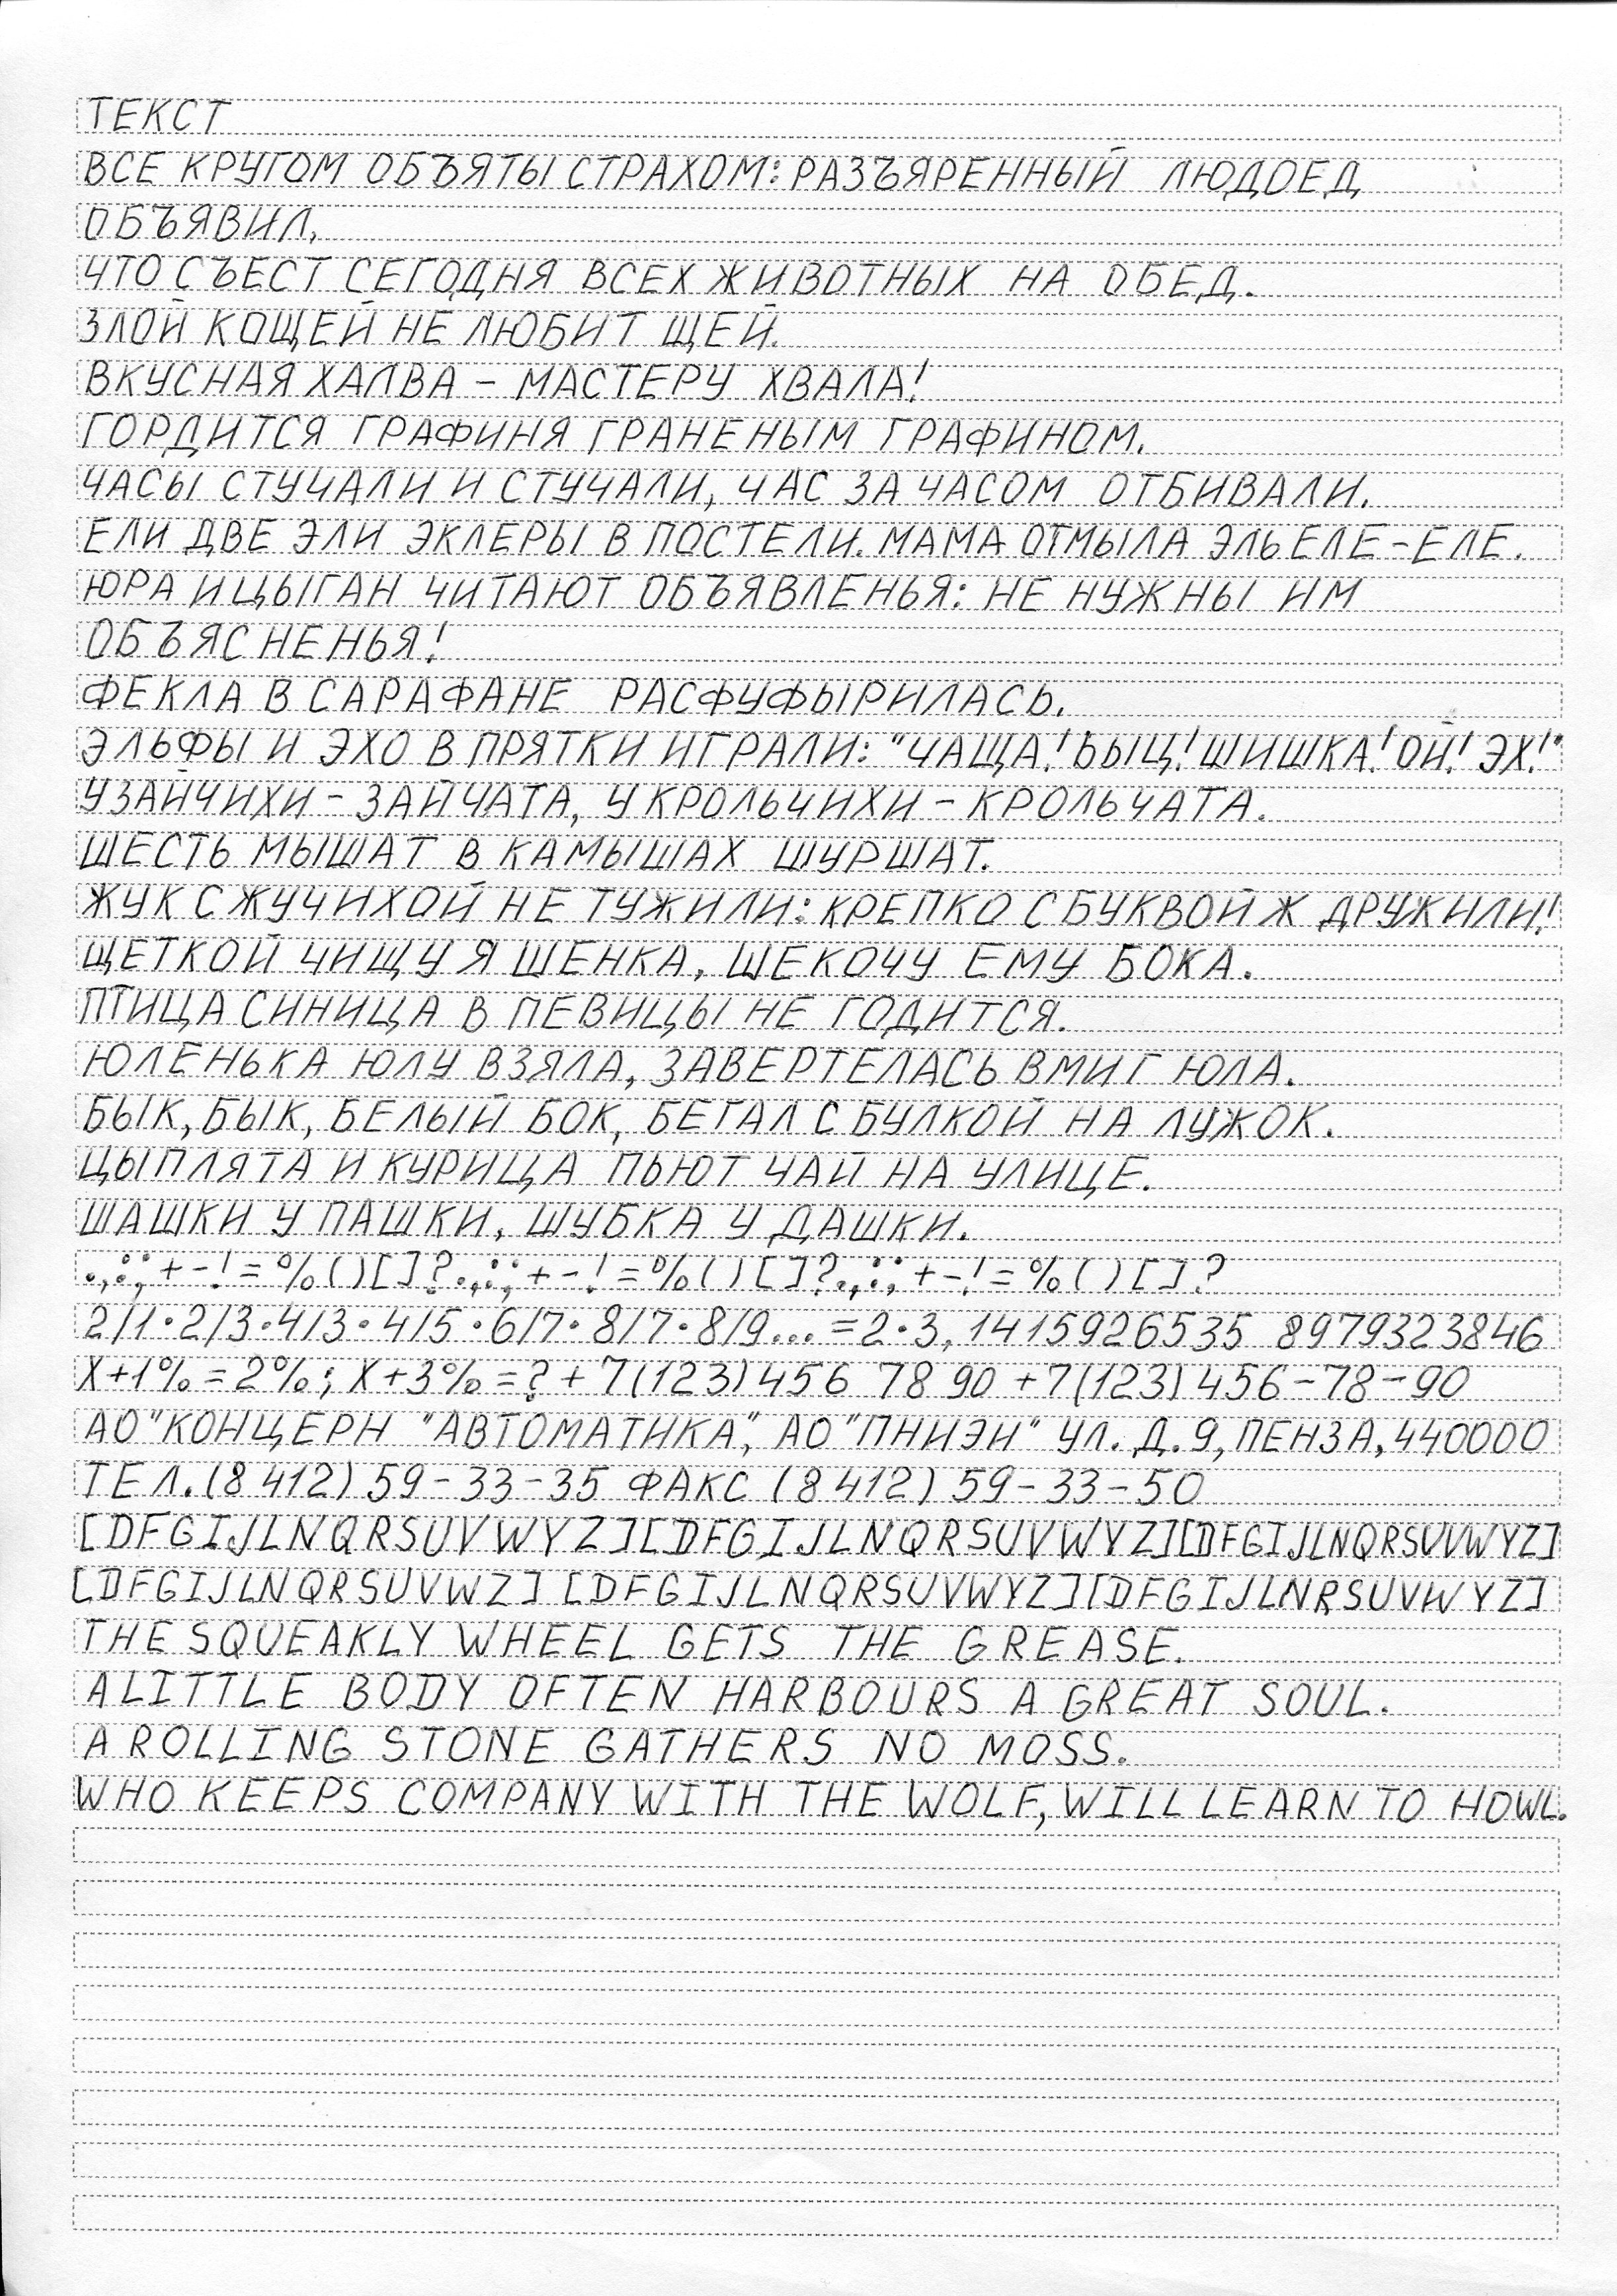 ТЕКСТ
ВСЕ КРУГОМ ОБЪЯТЫ СТРАХОМ: РАЗЪЯРЕННЫЙ ЛЮДОЕД
ОБЪЯВИЛ,
ЧТО СЪЕСТ СЕГОДНЯ ВСЕХ ЖИВОТНЫХ НА ОБЕД.
ЗЛОЙ КОЩЕЙ НЕ ЛЮБИТ ЩЕЙ.
ВКУСНАЯ ХАЛВА - МАСТЕРУ ХВАЛА!
ГОРДИТСЯ ГРАФИНЯ ГРАНЕНЫМ ГРАФИНОМ.
ЧАСЫ СТУЧАЛИ И СТУЧАЛИ, ЧАС ЗА ЧАСОМ ОТБИВАЛИ.
ЕЛИ ДВЕ ЭЛИ ЭКЛЕРЫ В ПОСТЕЛИ. МАМА ОТМЫЛА ЭЛЬ ЕЛЕ-ЕЛЕ.
ЮРА И ЦЫГАН ЧИТАЮТ ОБЪЯВЛЕНЬЯ: НЕ НУЖНЫ ИМ
ОБЪЯСНЕНЬЯ!
ФЕКЛА В САРАФАНЕ РАСФУФЫРИЛАСЬ.
ЭЛЬФЫ И ЭХО В ПРЯТКИ ИГРАЛИ: "ЧАЩА! БЫЦ! ШИШКА! ОЙ! ЭХ!"
У ЗАЙЧИХИ - ЗАЙЧАТА, У КРОЛЬЧИХИ - КРОЛЬЧАТА.
ШЕСТЬ МЫШАТ В КАМЫШАХ ШУРШАТ.
ЖУК С ЖУЧИХОЙ НЕ ТУЖИЛИ: КРЕПКО С БУКВОЙ Ж ДРУЖИЛИ!
ЩЕТКОЙ ЧИЩУ Я ЩЕНКА, ЩЕКОЧУ ЕМУ БОКА.
ПТИЦА СИНИЦА В ПЕВИЦЫ НЕ ГОДИТСЯ.
ЮЛЕНЬКА ЮЛУ ВЗЯЛА, ЗАВЕРТЕЛАСЬ ВМИГ ЮЛА.
БЫК, БЫК, БЕЛЫЙ БОК, БЕГАЛ С БУЛКОЙ НА ЛУЖОК.
ЦЫПЛЯТА И КУРИЦА ПЬЮТ ЧАЙ НА УЛИЦЕ.
ШАШКИ У ПАШКИ, ШУБКА У ДАШКИ.
.,:;+-!=%()[]?.,:;+-!=%()[]?.,:;+-!=%()[]?
2/1·2/3·4/3·4/5·6/7·8/7·8/9...=2·3,1415926535 8979323846
X+1%=2%; X+3%=?+7(123)456 78 90 +7(123)456-78-90
АО "КОНЦЕРН "АВТОМАТИКА", АО "ПНИЭИ" УЛ. Д.9, ПЕНЗА, 440000
ТЕЛ.(8412) 59-33-35 ФАКС (8412) 59-33-50
[DFGIJLNQRSUVWYZ][DFGIJLNQRSUVWYZ][DFGIJLNQRSUVWYZ]
[DFGIJLNQRSUVWZ] [DFGIJLNQRSUVWYZ][DFGIJLNRSUVWYZ]
THE SQUEAKLY WHEEL GETS THE GREASE.
A LITTLE BODY OFTEN HARBOURS A GREAT SOUL.
A ROLLING STONE GATHERS NO MOSS.
WHO KEEPS COMPANY WITH THE WOLF, WILL LEARN TO HOWL.